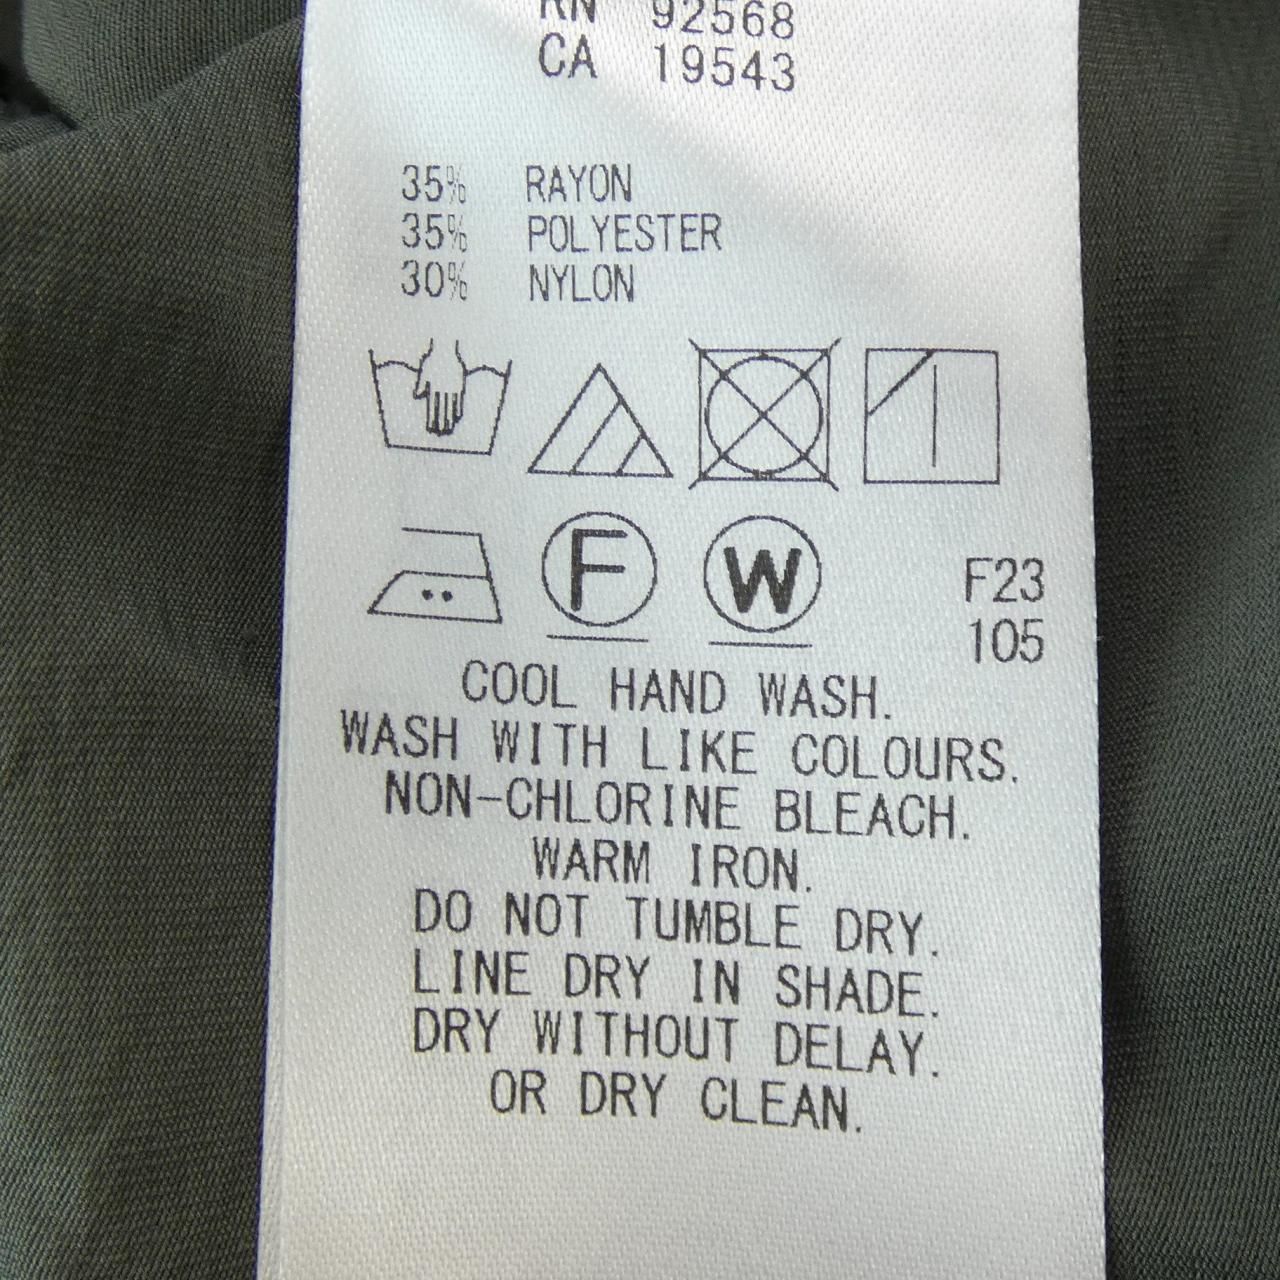 RN 92568
CA 19543
35% RAYON
35% POLYESTER
30% NYLON
F W
F23
105
COOL HAND WASH.
WASH WITH LIKE COLOURS.
NON-CHLORINE BLEACH.
WARM IRON.
DO NOT TUMBLE DRY.
LINE DRY IN SHADE.
DRY WITHOUT DELAY.
OR DRY CLEAN.